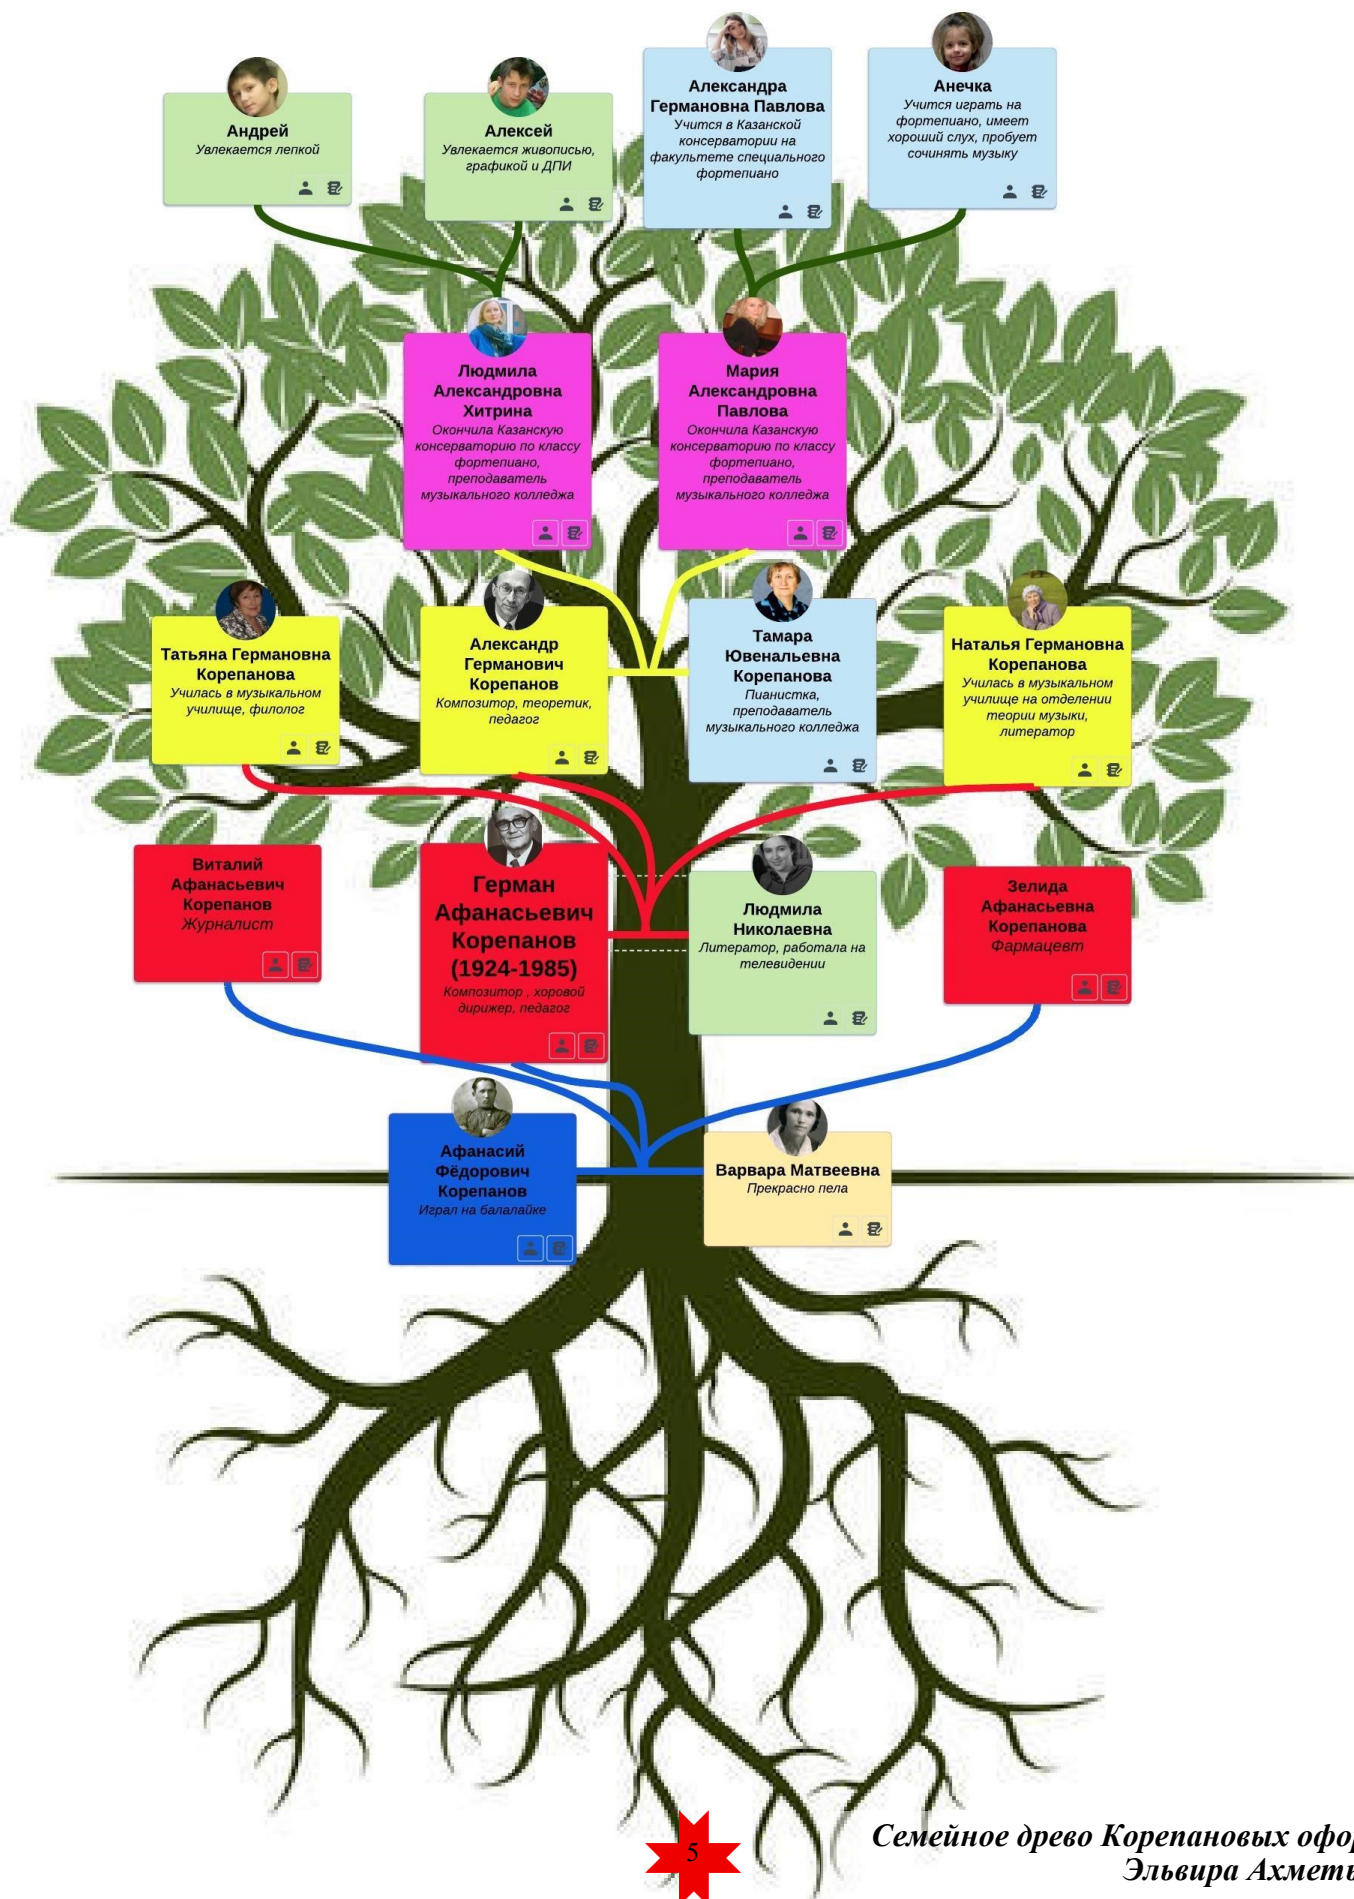 Андрей
Увлекается лепкой
Алексей
Увлекается живописью,
графикой и ДПИ
Александра
Германовна Павлова
Учится в Казанской
консерватории на
факультете специального
фортепиано
Анечка
Учится играть на
фортепиано, имеет
хороший слух, пробует
сочинять музыку
Людмила
Александровна
Хитрина
Окончила Казанскую
консерваторию по классу
фортепиано,
преподаватель
музыкального колледжа
Мария
Александровна
Павлова
Окончила Казанскую
консерваторию по классу
фортепиано,
преподаватель
музыкального колледжа
Татьяна Германовна
Корепанова
Училась в музыкальном
училище, филолог
Александр
Германович
Корепанов
Композитор, теоретик,
педагог
Тамара
Ювенальевна
Корепанова
Пианистка,
преподаватель
музыкального колледжа
Наталья Германовна
Корепанова
Училась в музыкальном
училище на отделении
теории музыки,
литератор
Виталий
Афанасьевич
Корепанов
Журналист
Герман
Афанасьевич
Корепанов
(1924-1985)
Композитор , хоровой
дирижер, педагог
Людмила
Николаевна
Литератор, работала на
телевидении
Зелида
Афанасьевна
Корепанова
Фармацевт
Афанасий
Фёдорович
Корепанов
Играл на балалайке
Варвара Матвеевна
Прекрасно пела
5
Семейное древо Корепановых офор
Эльвира Ахметь